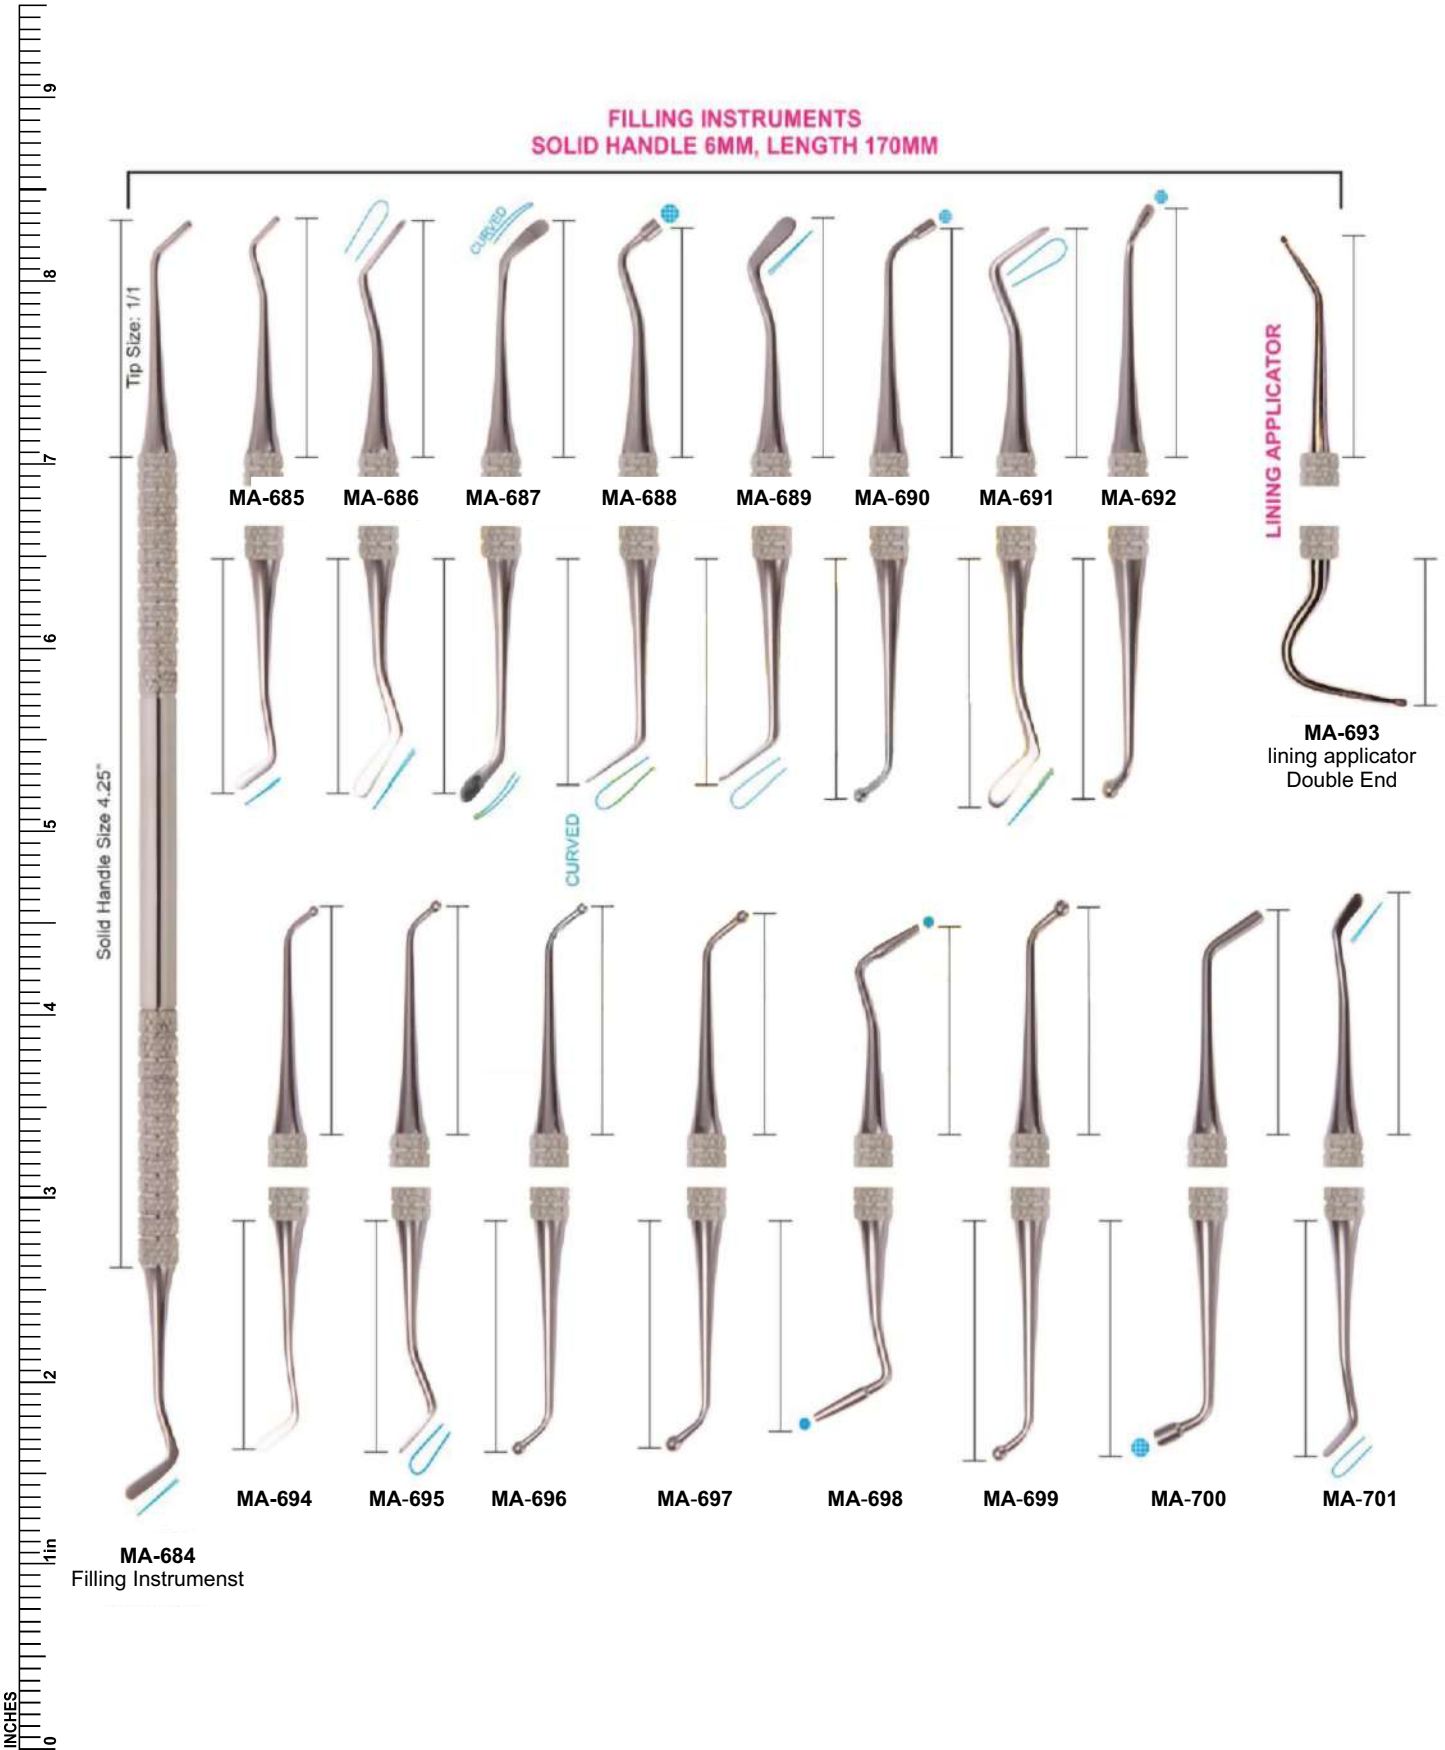 FILLING INSTRUMENTS
SOLID HANDLE 6MM, LENGTH 170MM
CURVED
Tip Size: 1/1
LINING APPLICATOR
MA-685
MA-686
MA-687
MA-688
MA-689
MA-690
MA-691
MA-692
MA-693
lining applicator
Double End
Solid Handle Size 4.25"
CURVED
MA-694
MA-695
MA-696
MA-697
MA-698
MA-699
MA-700
MA-701
MA-684
Filling Instrumenst
9
8
7
6
5
4
3
2
1in
0
INCHES